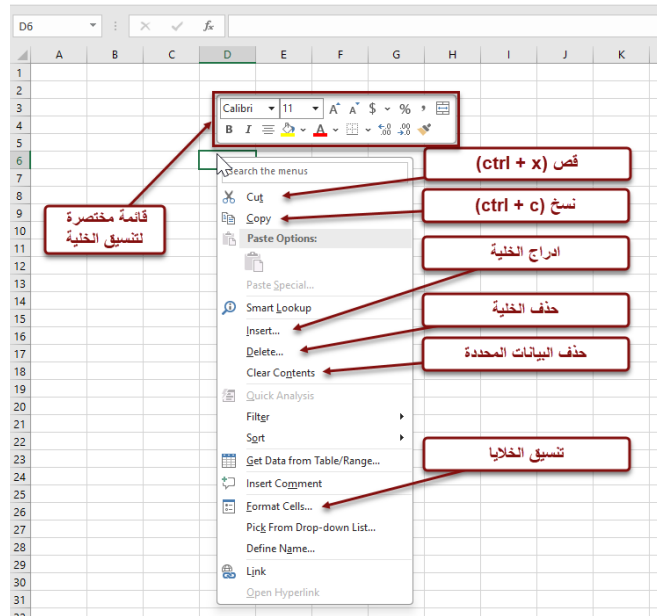 D6
fx
A B C D E F G H I J K
1
2
3
Calibri 11 A^ A˅ $ % ,
4
B I A .00 .00
5
6
Search the menus
قص (ctrl + x)
7
8
Cut
9
Copy
نسخ (ctrl + c)
قائمة مختصرة
لتنسيق الخلية
10
Paste Options:
11
ادراج الخلية
12
13
Paste Special...
14
Smart Lookup
حذف الخلية
15
Insert...
16
17
Delete...
حذف البيانات المحددة
18
Clear Contents
19
Quick Analysis
20
Filter
21
22
Sort
23
Get Data from Table/Range...
تنسيق الخلايا
24
Insert Comment
25
26
Format Cells...
27
Pick From Drop-down List...
28
Define Name...
29
Link
30
Open Hyperlink
31